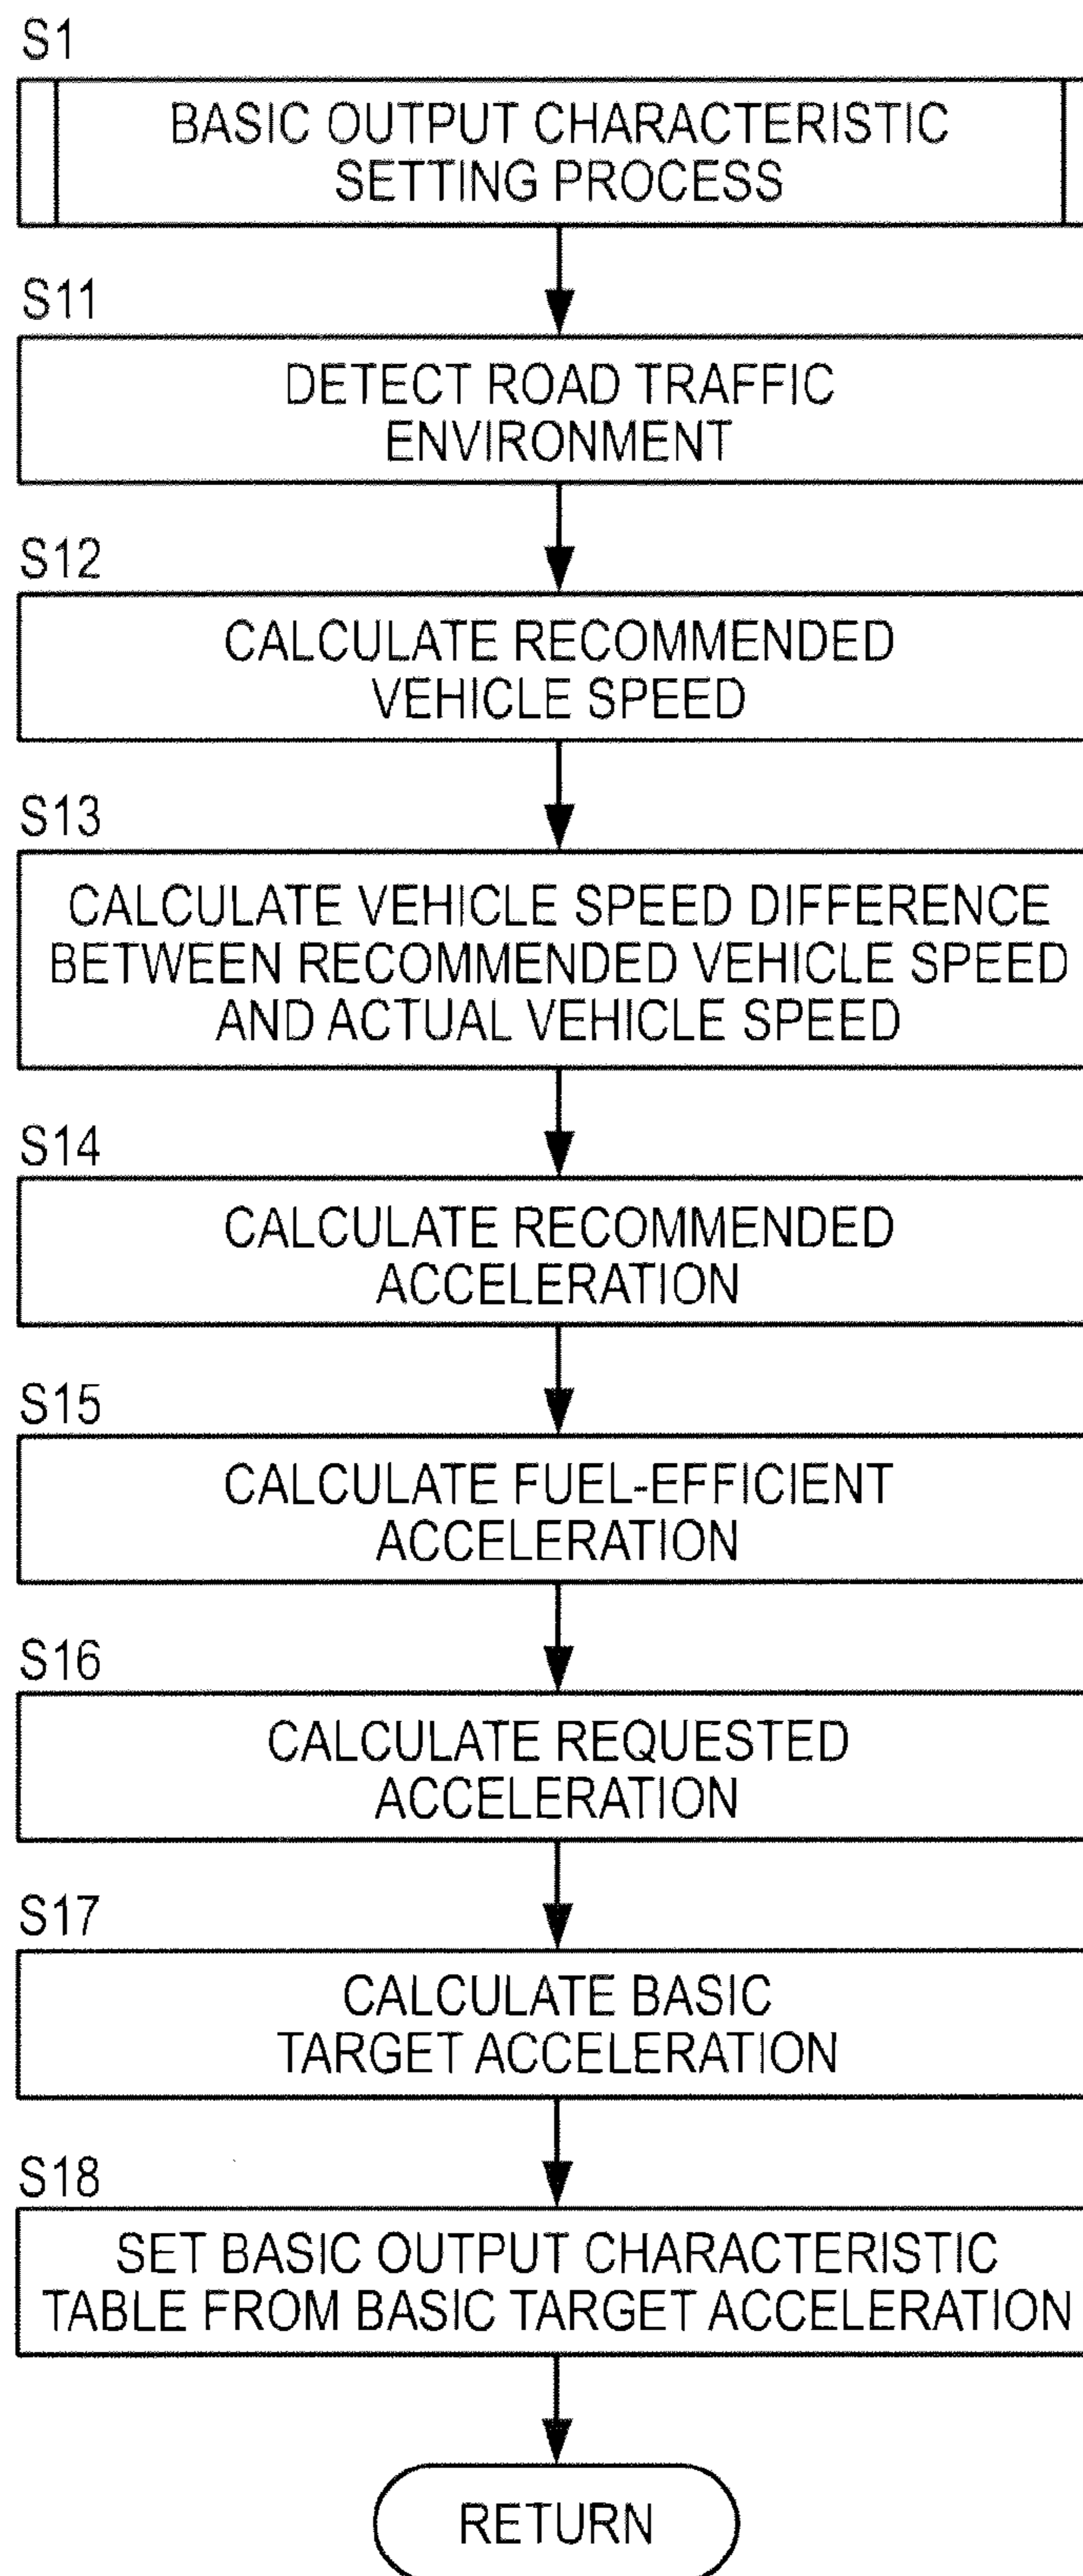 S1
BASIC OUTPUT CHARACTERISTIC
SETTING PROCESS
S11
DETECT ROAD TRAFFIC
ENVIRONMENT
S12
CALCULATE RECOMMENDED
VEHICLE SPEED
S13
CALCULATE VEHICLE SPEED DIFFERENCE
BETWEEN RECOMMENDED VEHICLE SPEED
AND ACTUAL VEHICLE SPEED
S14
CALCULATE RECOMMENDED
ACCELERATION
S15
CALCULATE FUEL-EFFICIENT
ACCELERATION
S16
CALCULATE REQUESTED
ACCELERATION
S17
CALCULATE BASIC
TARGET ACCELERATION
S18
SET BASIC OUTPUT CHARACTERISTIC
TABLE FROM BASIC TARGET ACCELERATION
RETURN